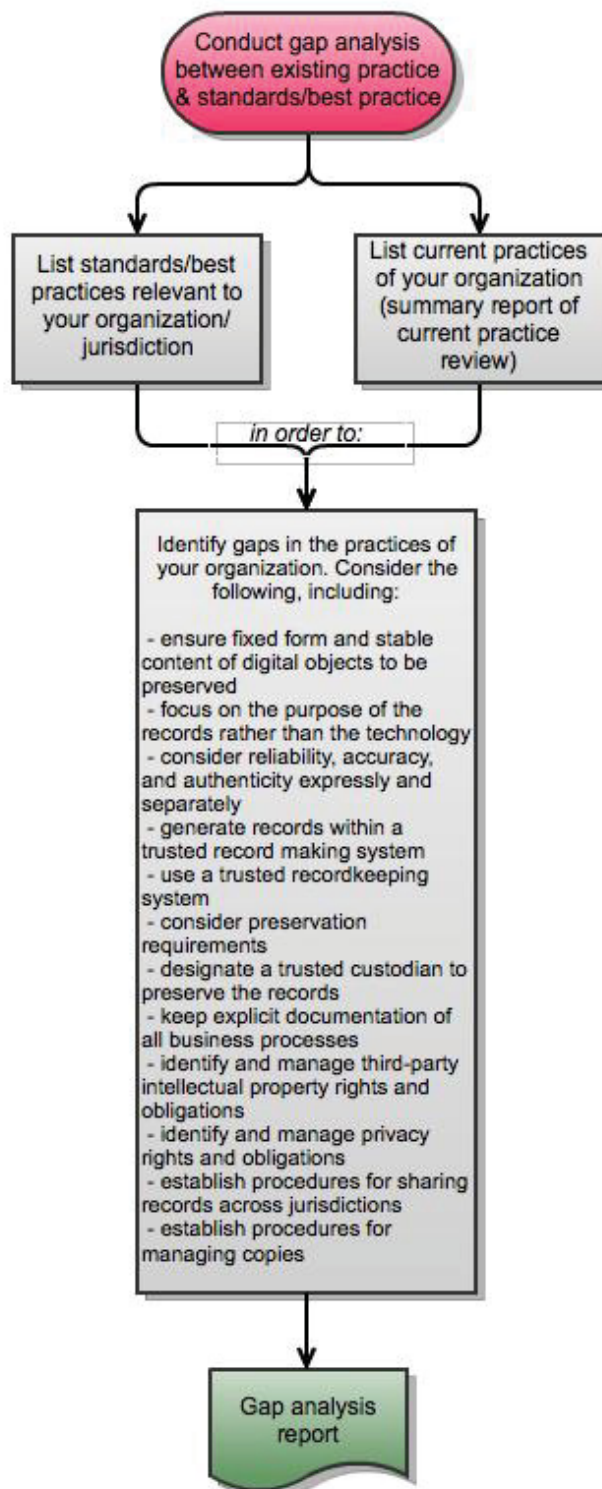 Conduct gap analysis
between existing practice
& standards/best practice
List standards/best
practices relevant to
your organization/
jurisdiction
List current practices
of your organization
(summary report of
current practice
review)
in order to:
Identify gaps in the practices of
your organization. Consider the
following, including:
- ensure fixed form and stable
content of digital objects to be
preserved
- focus on the purpose of the
records rather than the technology
- consider reliability, accuracy,
and authenticity expressly and
separately
- generate records within a
trusted record making system
- use a trusted recordkeeping
system
- consider preservation
requirements
- designate a trusted custodian to
preserve the records
- keep explicit documentation of
all business processes
- identify and manage third-party
intellectual property rights and
obligations
- identify and manage privacy
rights and obligations
- establish procedures for sharing
records across jurisdictions
- establish procedures for
managing copies
Gap analysis
report